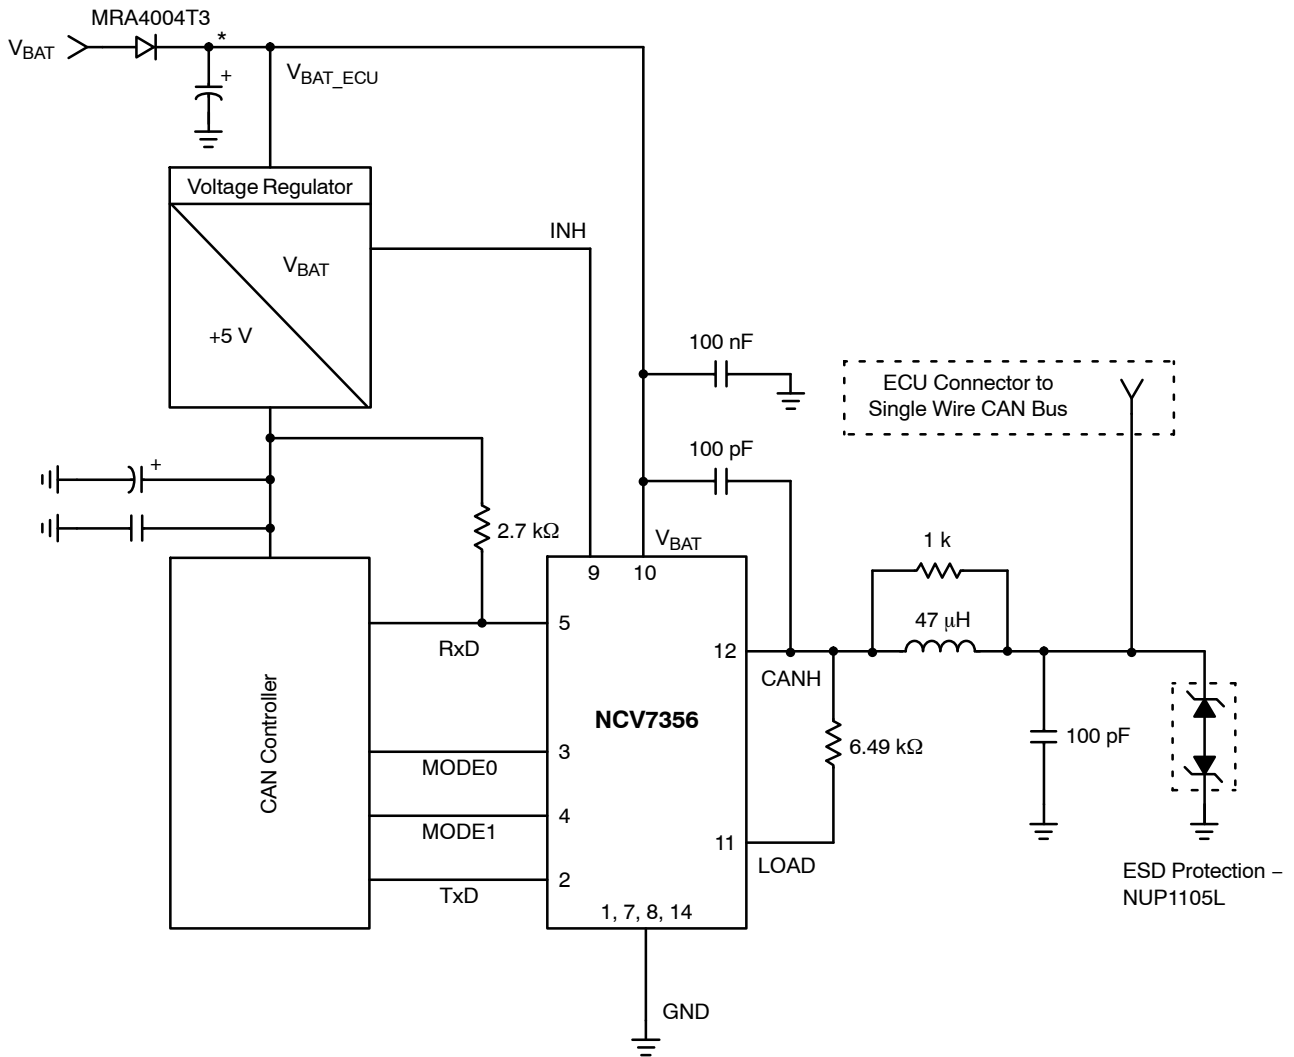 MRA4004T3
VBAT
*
+
VBAT_ECU
Voltage Regulator
INH
VBAT
+5 V
100 nF
ECU Connector to
Single Wire CAN Bus
100 pF
+
2.7 kΩ
VBAT
9
10
1 k
47 μH
5
RxD
12
CANH
CAN Controller
NCV7356
6.49 kΩ
100 pF
3
MODE0
4
MODE1
11
LOAD
2
TxD
1, 7, 8, 14
ESD Protection –
NUP1105L
GND